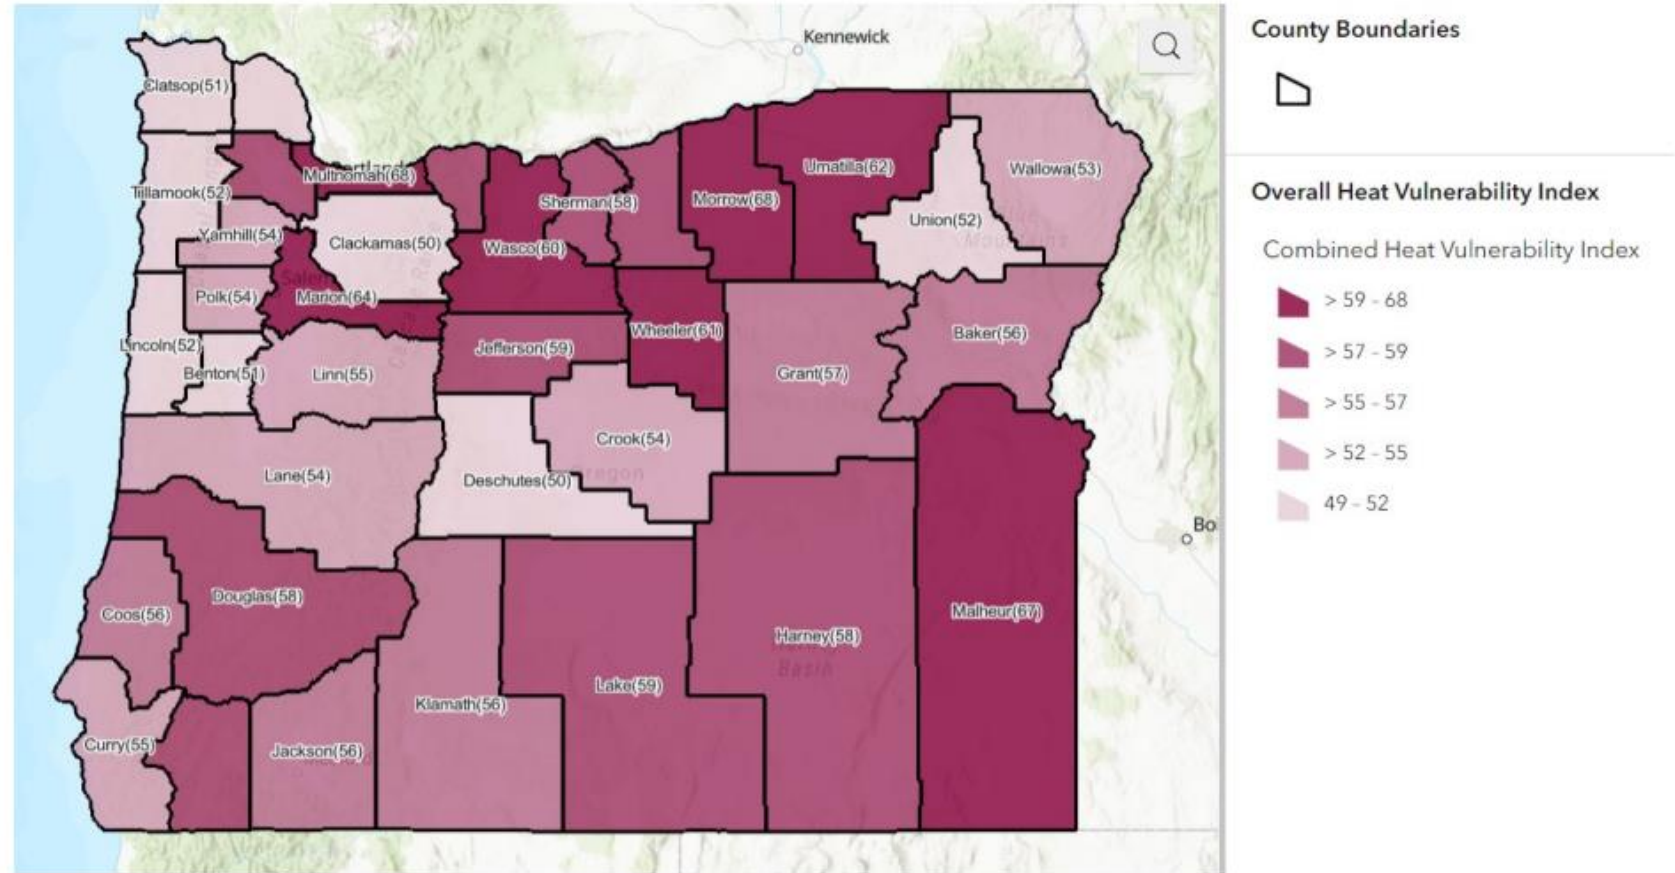 Kennewick
Clatsop(51)
Portland
Multnomah(68)
Umatilla(62)
Wallowa(53)
Tillamook(52)
Sherman(58)
Morrow(68)
Union(52)
Yamhill(54)
Clackamas(50)
Wasco(60)
Salem
Polk(54)
Marion(64)
Lincoln(52)
Jefferson(59)
Wheeler(61)
Baker(56)
Benton(51)
Linn(55)
Grant(57)
Crook(54)
Lane(54)
Deschutes(50)
Oregon
Bo
Douglas(58)
Coos(56)
Malheur(67)
Harney(58)
Basin
Lake(59)
Klamath(56)
Curry(55)
Jackson(56)
County Boundaries
Overall Heat Vulnerability Index
Combined Heat Vulnerability Index
> 59 - 68
> 57 - 59
> 55 - 57
> 52 - 55
49 - 52